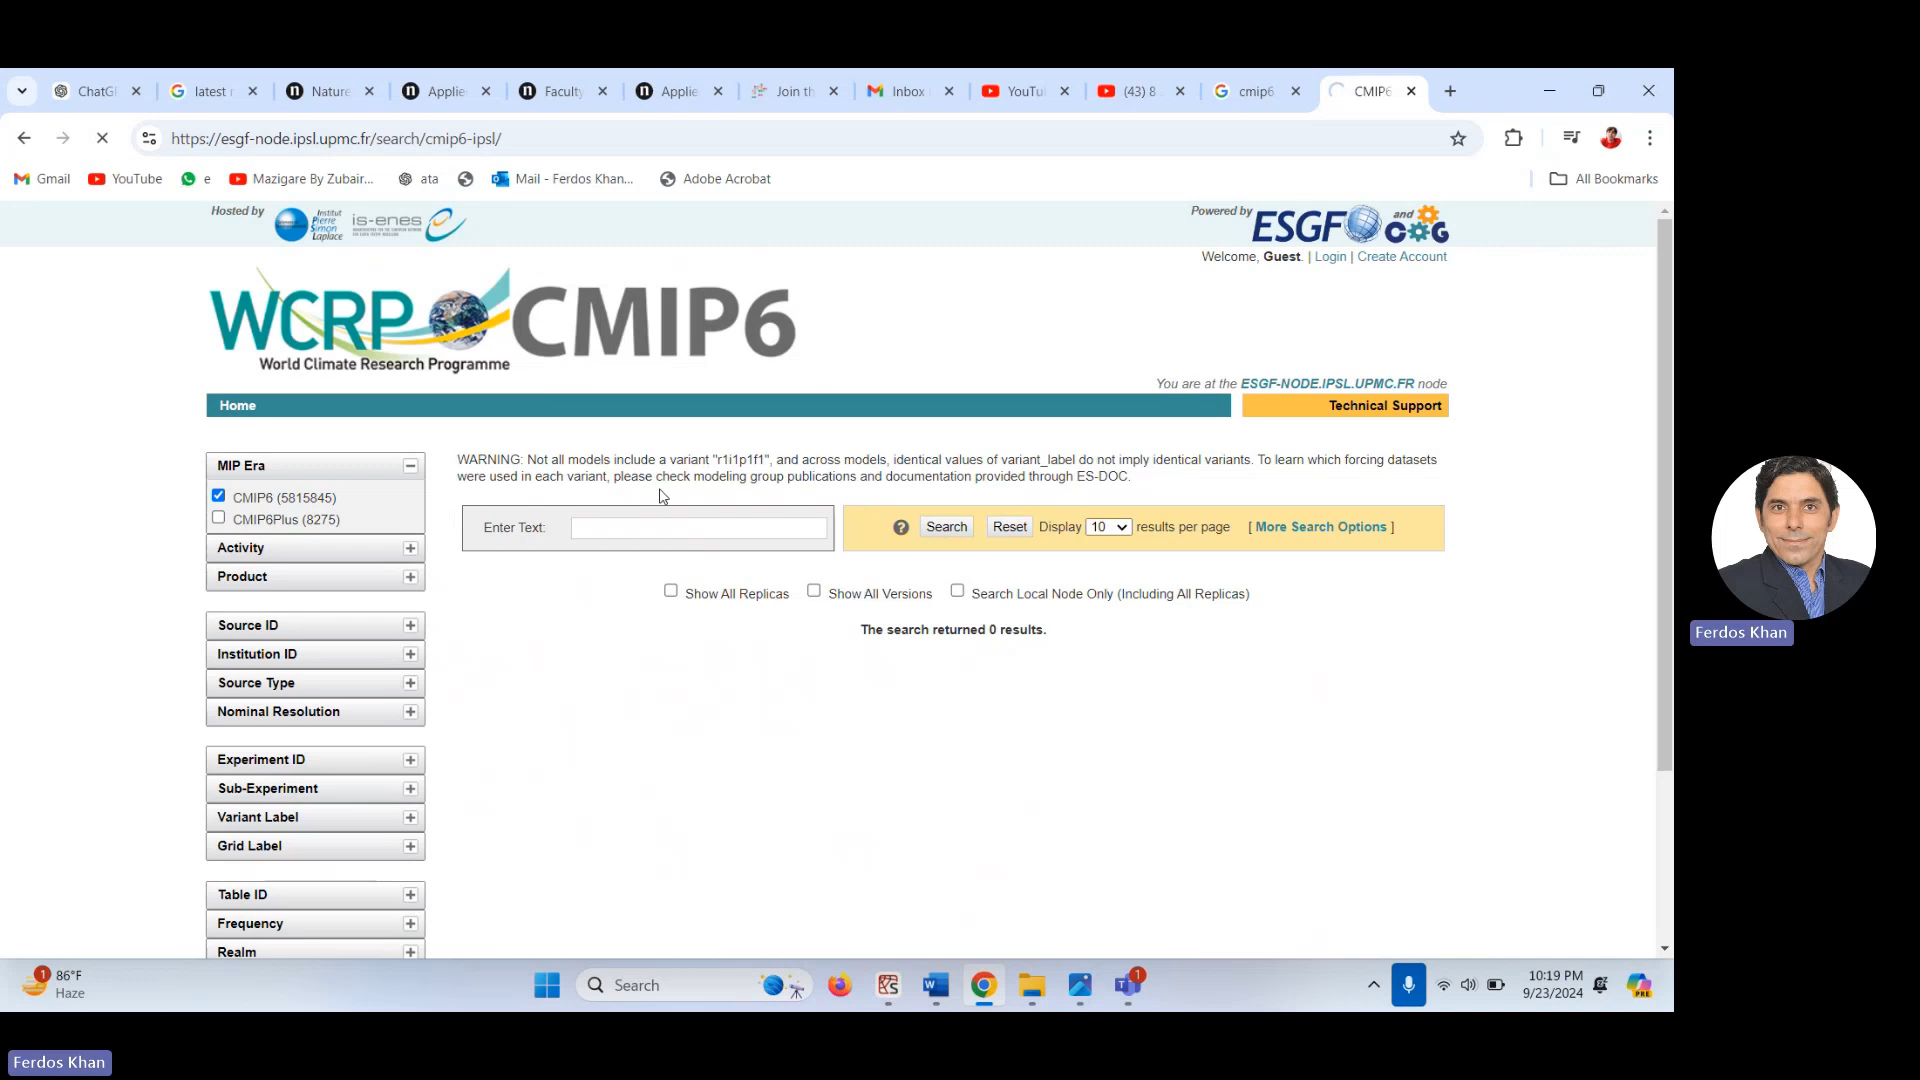 ChatGI
latest r
Nature
Applie
Faculty
Applie
Join th
Inbox
YouTu
(43) 8
cmip6
CMIP6
https://esgf-node.ipsl.upmc.fr/search/cmip6-ipsl/
Gmail
YouTube
e
Mazigare By Zubair...
ata
Mail - Ferdos Khan...
Adobe Acrobat
All Bookmarks
Hosted by
Institut
Pierre
Simon
Laplace
is-enes
Powered by
ESGF
and
COG
Welcome, Guest. | Login | Create Account
WCRP
World Climate Research Programme
CMIP6
You are at the ESGF-NODE.IPSL.UPMC.FR node
Home
Technical Support
MIP Era
CMIP6 (5815845)
CMIP6Plus (8275)
Activity
Product
Source ID
Institution ID
Source Type
Nominal Resolution
Experiment ID
Sub-Experiment
Variant Label
Grid Label
Table ID
Frequency
Realm
WARNING: Not all models include a variant "r1i1p1f1", and across models, identical values of variant_label do not imply identical variants. To learn which forcing datasets
were used in each variant, please check modeling group publications and documentation provided through ES-DOC.
Enter Text:
? Search Reset Display 10 results per page [ More Search Options ]
Show All Replicas
Show All Versions
Search Local Node Only (Including All Replicas)
The search returned 0 results.
Ferdos Khan
1
86°F
Haze
Search
1
10:19 PM
9/23/2024
PRE
Ferdos Khan